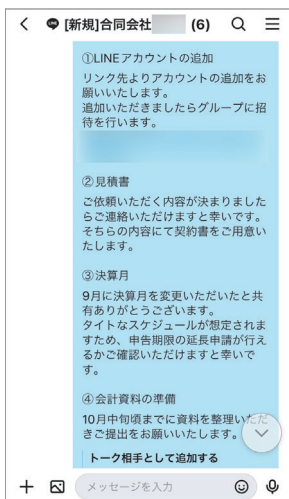 [新規]合同会社 (6)
①LINEアカウントの追加
リンク先よりアカウントの追加をお
願いいたします。
追加いただきましたらグループに招
待を行います。
②見積書
ご依頼いただく内容が決まりました
らご連絡いただけますと幸いです。
そちらの内容にて契約書をご用意い
たします。
③決算月
9月に決算月を変更いただいたと共
有ありがとうございます。
タイトなスケジュールが想定されま
すため、申告期限の延長申請が行え
るかご確認いただけますと幸いで
す。
④会計資料の準備
10月中旬頃までに資料を整理いただ
きご提出をお願いいたします。
トーク相手として追加する
メッセージを入力